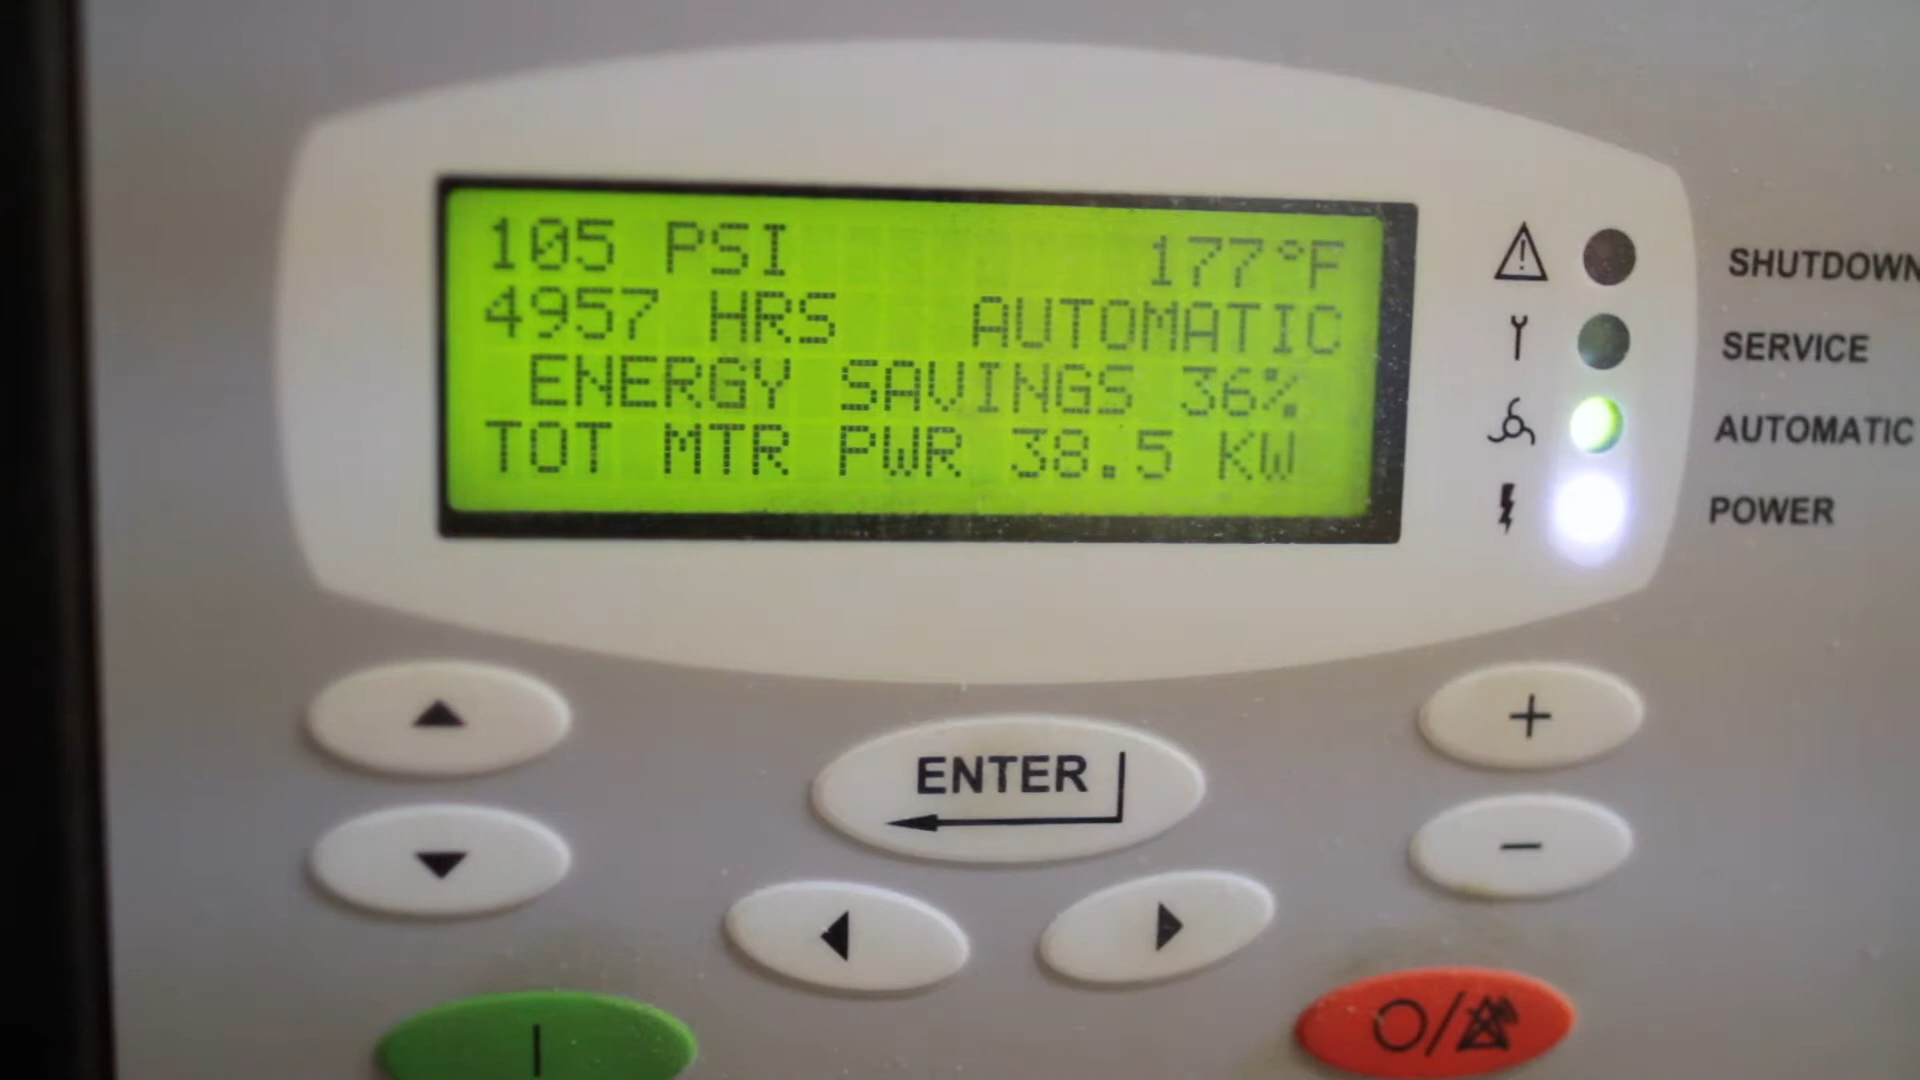 105 PSI 177°F
4957 HRS AUTOMATIC
ENERGY SAVINGS 36%
TOT MTR PWR 38.5 KW
SHUTDOWN
SERVICE
AUTOMATIC
POWER
+
ENTER
−